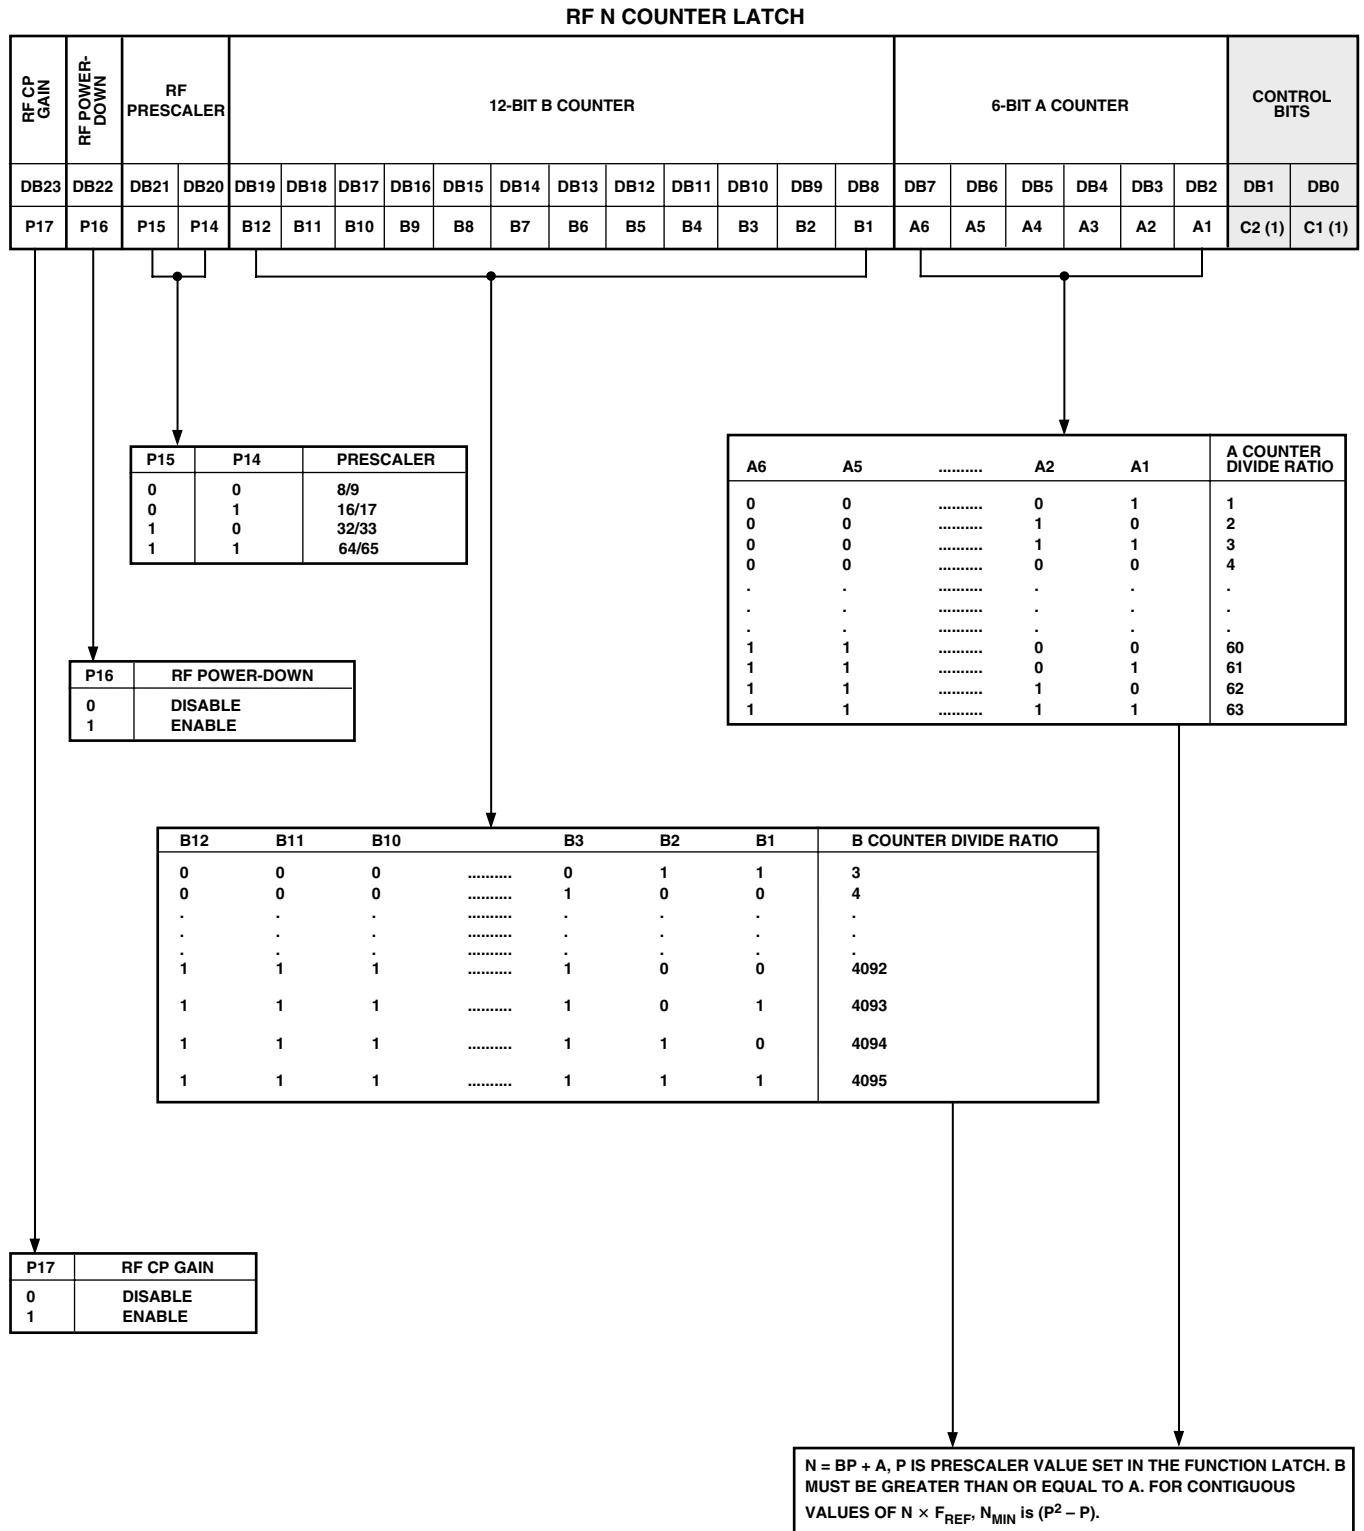 RF N COUNTER LATCH
RF CP GAIN
RF POWER-DOWN
RF PRESCALER
12-BIT B COUNTER
6-BIT A COUNTER
CONTROL BITS
DB23 DB22 DB21 DB20 DB19 DB18 DB17 DB16 DB15 DB14 DB13 DB12 DB11 DB10 DB9 DB8 DB7 DB6 DB5 DB4 DB3 DB2 DB1 DB0
P17 P16 P15 P14 B12 B11 B10 B9 B8 B7 B6 B5 B4 B3 B2 B1 A6 A5 A4 A3 A2 A1 C2 (1) C1 (1)
P15 P14 PRESCALER
0 0 8/9
0 1 16/17
1 0 32/33
1 1 64/65
A6 A5 .......... A2 A1 A COUNTER DIVIDE RATIO
0 0 .......... 0 1 1
0 0 .......... 1 0 2
0 0 .......... 1 1 3
0 0 .......... 0 0 4
. . .......... . . .
. . .......... . . .
. . .......... . . .
1 1 .......... 0 0 60
1 1 .......... 0 1 61
1 1 .......... 1 0 62
1 1 .......... 1 1 63
P16 RF POWER-DOWN
0 DISABLE
1 ENABLE
B12 B11 B10 B3 B2 B1 B COUNTER DIVIDE RATIO
0 0 0 .......... 0 1 1 3
0 0 0 .......... 1 0 0 4
. . . .......... . . . .
. . . .......... . . . .
. . . .......... . . . .
1 1 1 .......... 1 0 0 4092
1 1 1 .......... 1 0 1 4093
1 1 1 .......... 1 1 0 4094
1 1 1 .......... 1 1 1 4095
P17 RF CP GAIN
0 DISABLE
1 ENABLE
N = BP + A, P IS PRESCALER VALUE SET IN THE FUNCTION LATCH. B
MUST BE GREATER THAN OR EQUAL TO A. FOR CONTIGUOUS
VALUES OF N × F_REF, N_MIN is (P² – P).